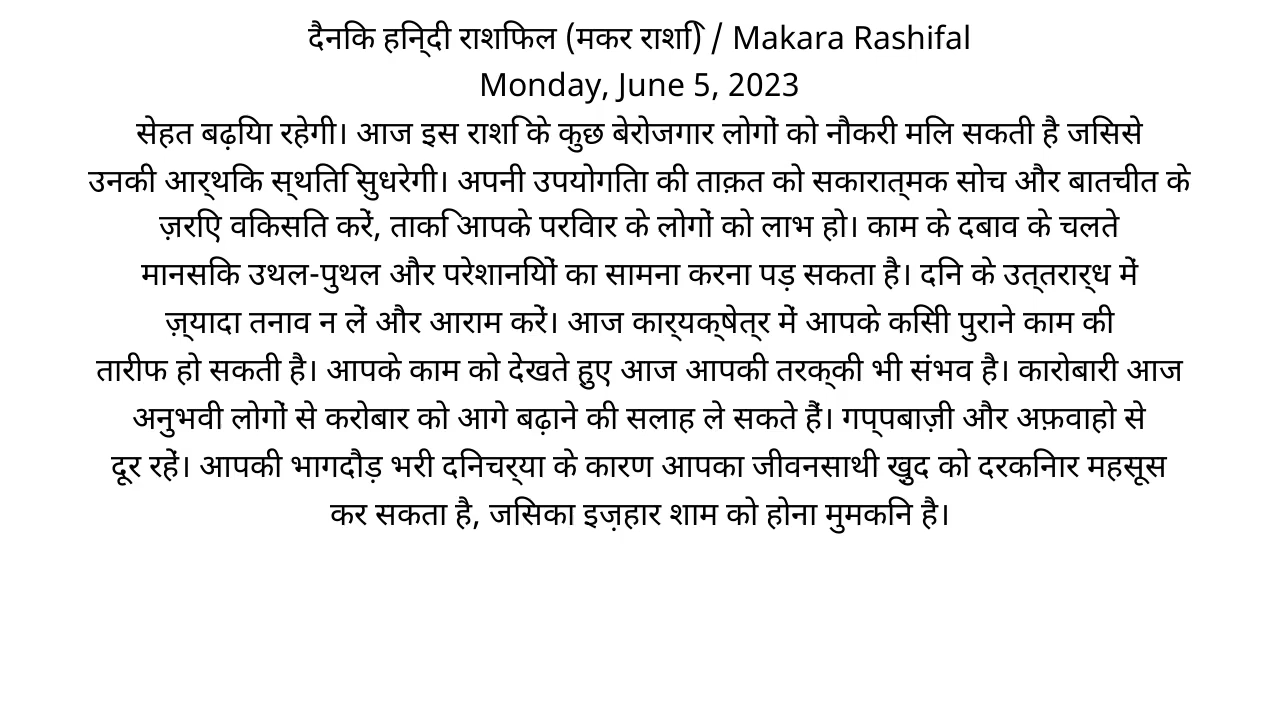 दैनिक हिन्दी राशिफल (मकर राशि) / Makara Rashifal
Monday, June 5, 2023
सेहत बढ़िया रहेगी। आज इस राशि के कुछ बेरोजगार लोगों को नौकरी मिल सकती है जिससे
उनकी आर्थिक स्थिति सुधरेगी। अपनी उपयोगिता की ताक़त को सकारात्मक सोच और बातचीत के
ज़रिए विकसित करें, ताकि आपके परिवार के लोगों को लाभ हो। काम के दबाव के चलते
मानसिक उथल-पुथल और परेशानियों का सामना करना पड़ सकता है। दिन के उत्तरार्ध में
ज़्यादा तनाव न लें और आराम करें। आज कार्यक्षेत्र में आपके किसी पुराने काम की
तारीफ हो सकती है। आपके काम को देखते हुए आज आपकी तरक्की भी संभव है। कारोबारी आज
अनुभवी लोगों से करोबार को आगे बढ़ाने की सलाह ले सकते हैं। गप्पबाज़ी और अफ़वाहो से
दूर रहें। आपकी भागदौड़ भरी दिनचर्या के कारण आपका जीवनसाथी खुद को दरकिनार महसूस
कर सकता है, जिसका इज़हार शाम को होना मुमकिन है।